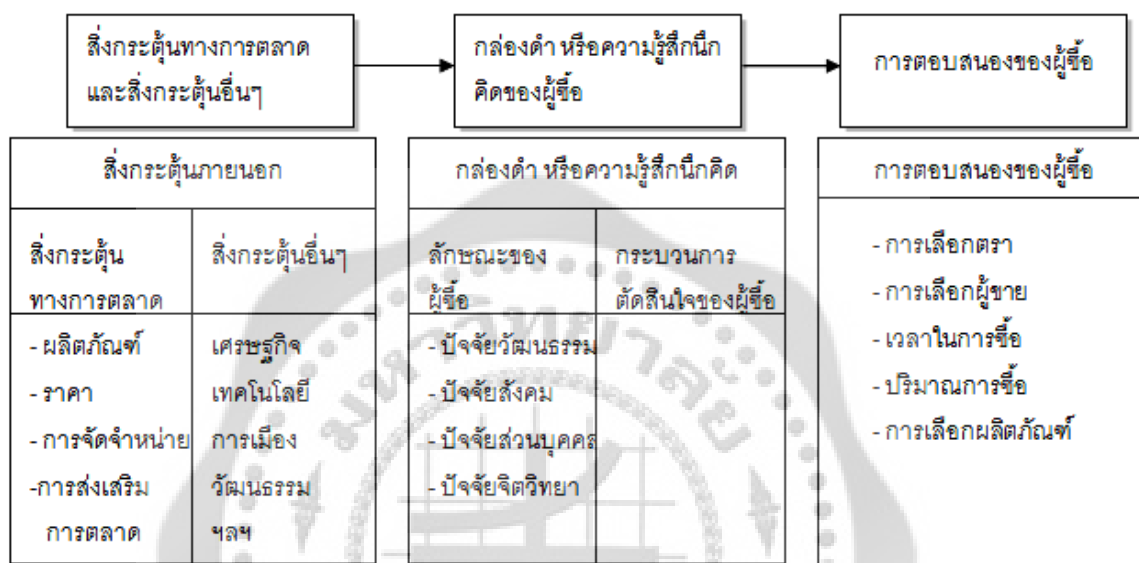 สิ่งกระตุ้นทางการตลาด
และสิ่งกระตุ้นอื่นๆ
กล่องดำ หรือความรู้สึกนึก
คิดของผู้ซื้อ
การตอบสนองของผู้ซื้อ
สิ่งกระตุ้นภายนอก
สิ่งกระตุ้น
ทางการตลาด
สิ่งกระตุ้นอื่นๆ
- ผลิตภัณฑ์
- ราคา
- การจัดจำหน่าย
-การส่งเสริม
การตลาด
เศรษฐกิจ
เทคโนโลยี
การเมือง
วัฒนธรรม
ฯลฯ
กล่องดำ หรือความรู้สึกนึกคิด
ลักษณะของ
ผู้ซื้อ
กระบวนการ
ตัดสินใจของผู้ซื้อ
- ปัจจัยวัฒนธรรม
- ปัจจัยสังคม
- ปัจจัยส่วนบุคคล
- ปัจจัยจิตวิทยา
การตอบสนองของผู้ซื้อ
- การเลือกตรา
- การเลือกผู้ขาย
- เวลาในการซื้อ
- ปริมาณการซื้อ
- การเลือกผลิตภัณฑ์
มหาวิทยาลัย